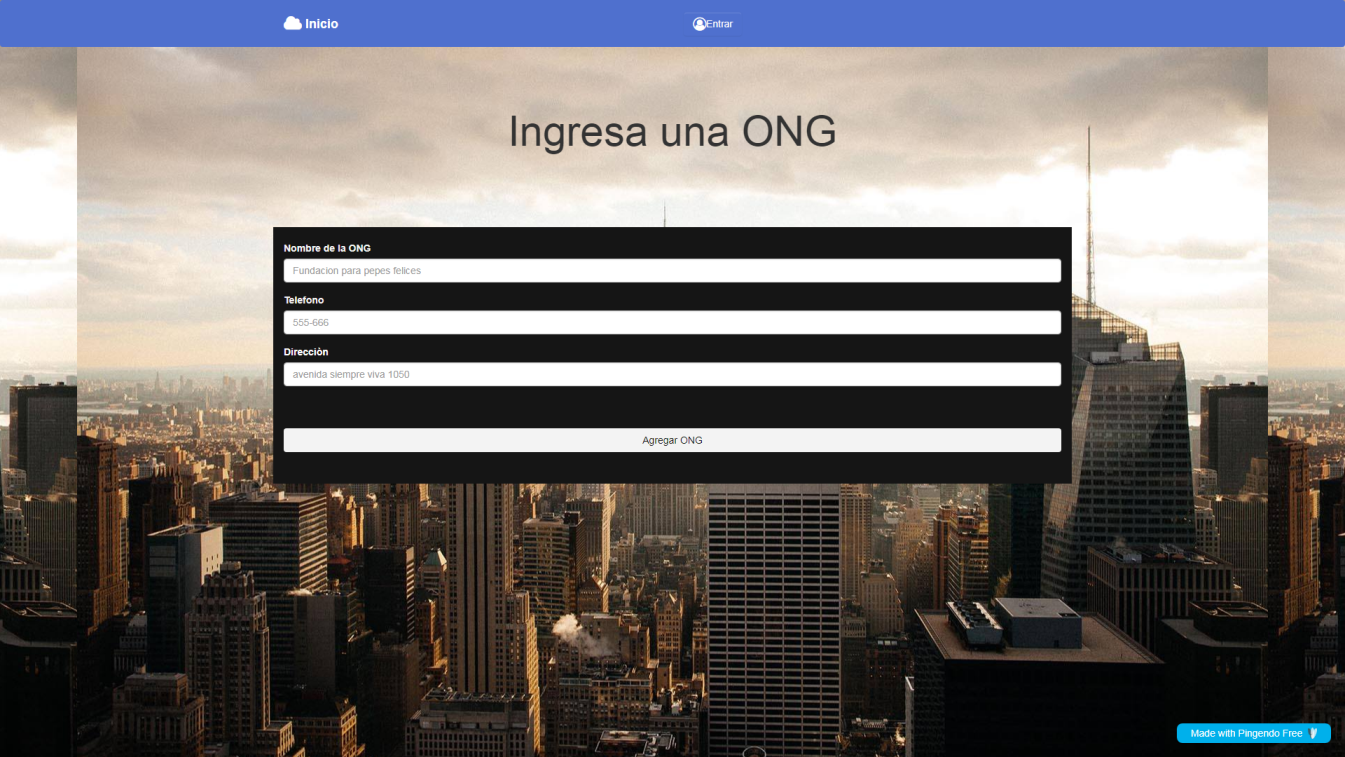 Inicio
Entrar
Ingresa una ONG
Nombre de la ONG
Fundacion para pepes felices
Telefono
555-666
Direcciòn
avenida siempre viva 1050
Agregar ONG
Made with Pingendo Free